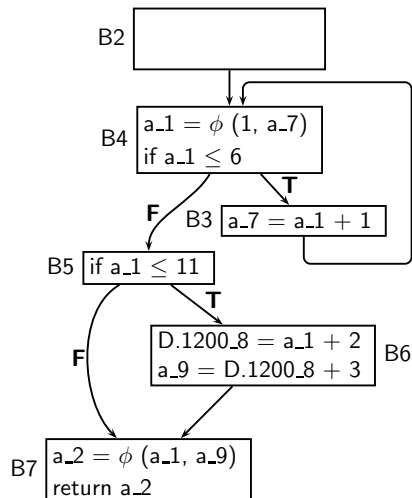 B2
B4
a_1 = ϕ (1, a_7)
if a_1 ≤ 6
T
F
B3
a_7 = a_1 + 1
B5
if a_1 ≤ 11
T
F
D.1200_8 = a_1 + 2
a_9 = D.1200_8 + 3
B6
B7
a_2 = ϕ (a_1, a_9)
return a_2